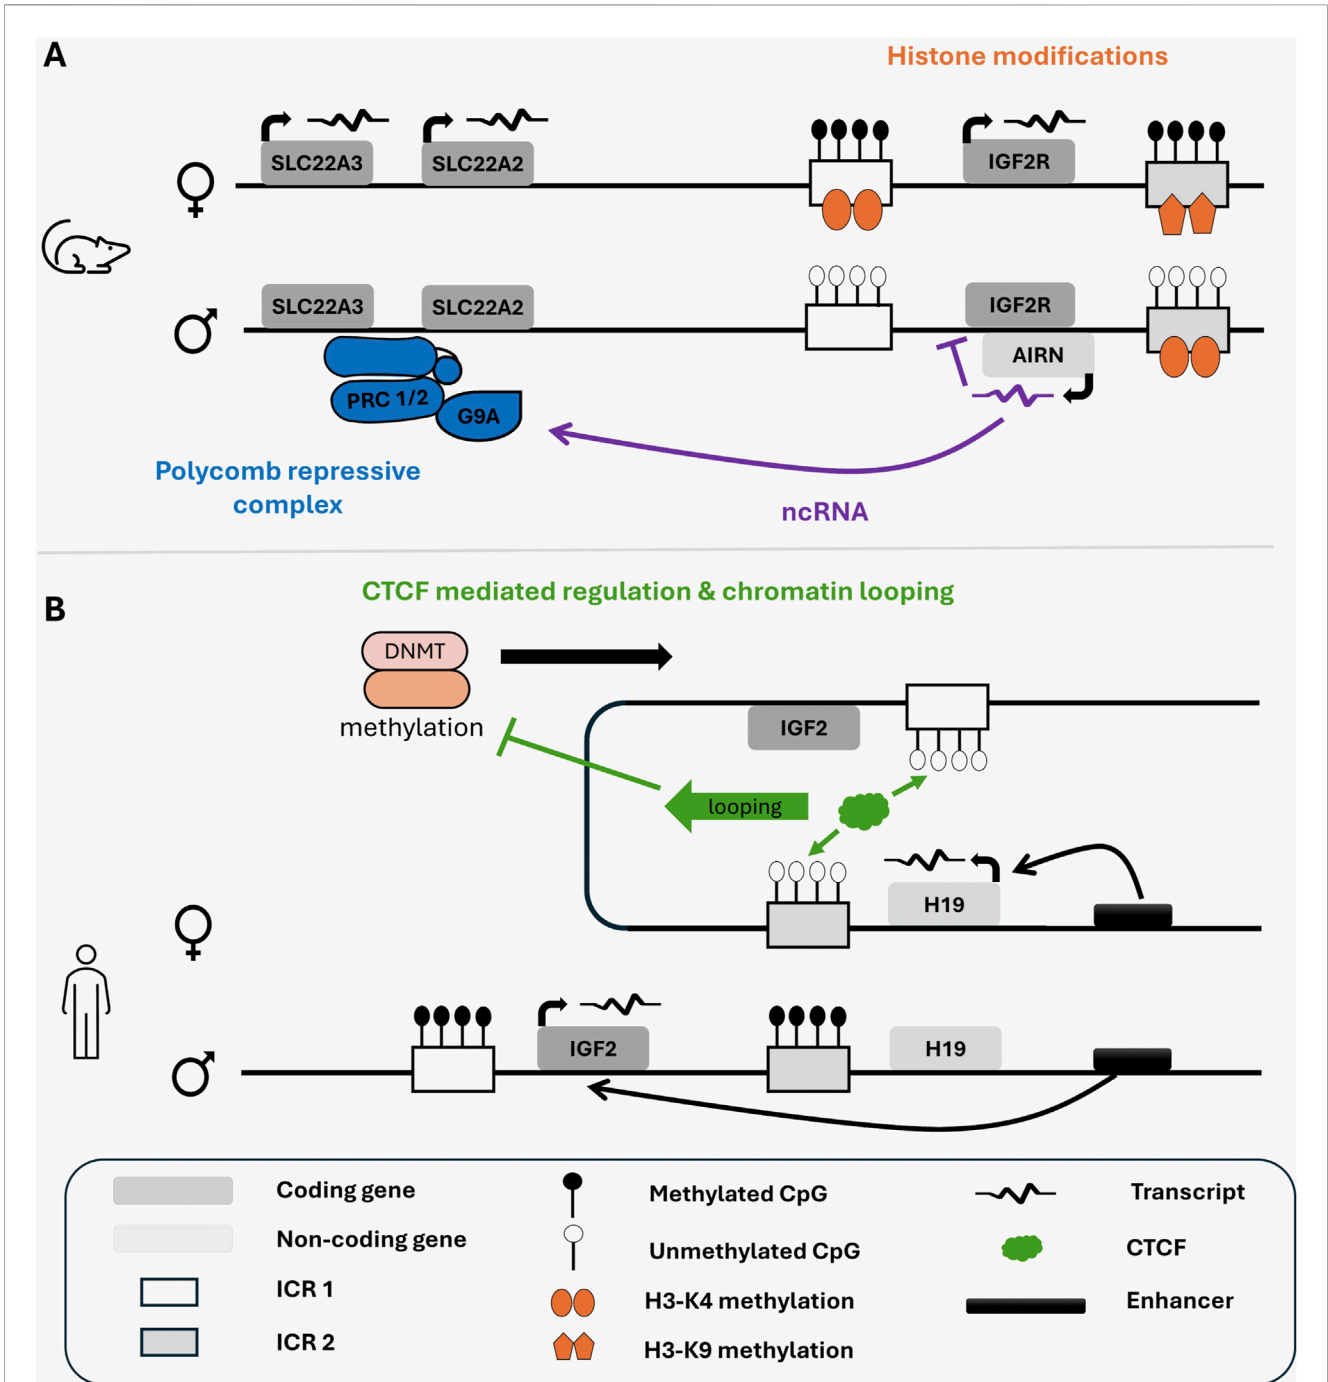 A
Histone modifications
SLC22A3
SLC22A2
IGF2R
SLC22A3
SLC22A2
IGF2R
AIRN
PRC 1/2
G9A
Polycomb repressive
complex
ncRNA
CTCF mediated regulation & chromatin looping
B
DNMT
methylation
IGF2
looping
H19
IGF2
H19
Coding gene
Methylated CpG
Transcript
Non-coding gene
Unmethylated CpG
CTCF
ICR 1
H3-K4 methylation
Enhancer
ICR 2
H3-K9 methylation